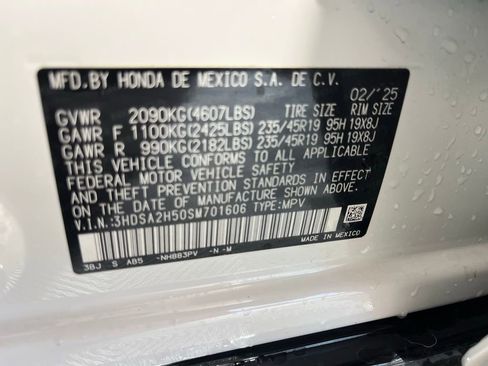 MFD.BY HONDA DE MEXICO S.A. DE C.V.
02/'25
GVWR 2090KG(4607LBS) TIRE SIZE RIM SIZE
GAWR F 1100KG(2425LBS) 235/45R19 95H 19X8J
GAWR R 990KG(2182LBS) 235/45R19 95H 19X8J
THIS VEHICLE CONFORMS TO ALL APPLICABLE
FEDERAL MOTOR VEHICLE SAFETY
AND THEFT PREVENTION STANDARDS IN EFFECT
ON THE DATE OF MANUFACTURE SHOWN ABOVE.
V.I.N.:3HDSA2H50SM701606 TYPE:MPV
3BJ S AB5 -NH883PV -N -M
MADE IN MEXICO